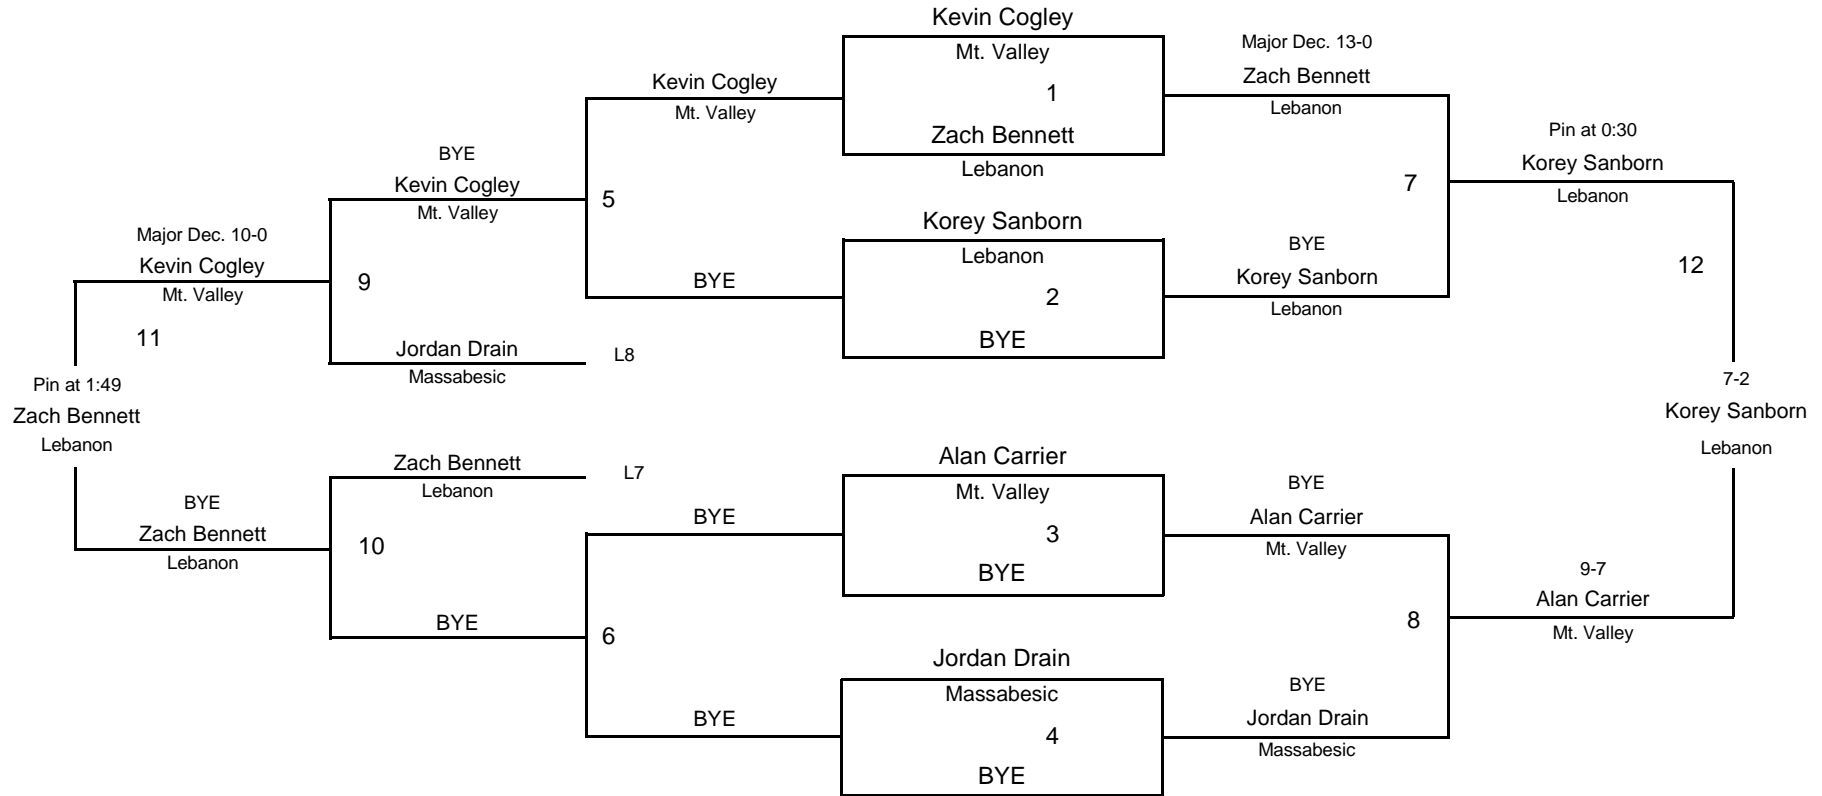 Kevin Cogley
Mt. Valley
1
Zach Bennett
Lebanon
Major Dec. 13-0
Zach Bennett
Lebanon
Kevin Cogley
Mt. Valley
BYE
Kevin Cogley
Mt. Valley
5
Pin at 0:30
Korey Sanborn
Lebanon
7
Korey Sanborn
Lebanon
2
BYE
BYE
Korey Sanborn
Lebanon
Major Dec. 10-0
Kevin Cogley
Mt. Valley
9
BYE
12
11
Jordan Drain
Massabesic
L8
Pin at 1:49
Zach Bennett
Lebanon
7-2
Korey Sanborn
Lebanon
Zach Bennett
Lebanon
L7
Alan Carrier
Mt. Valley
3
BYE
BYE
Alan Carrier
Mt. Valley
BYE
BYE
Zach Bennett
Lebanon
10
BYE
6
9-7
Alan Carrier
Mt. Valley
8
Jordan Drain
Massabesic
4
BYE
BYE
Jordan Drain
Massabesic
BYE